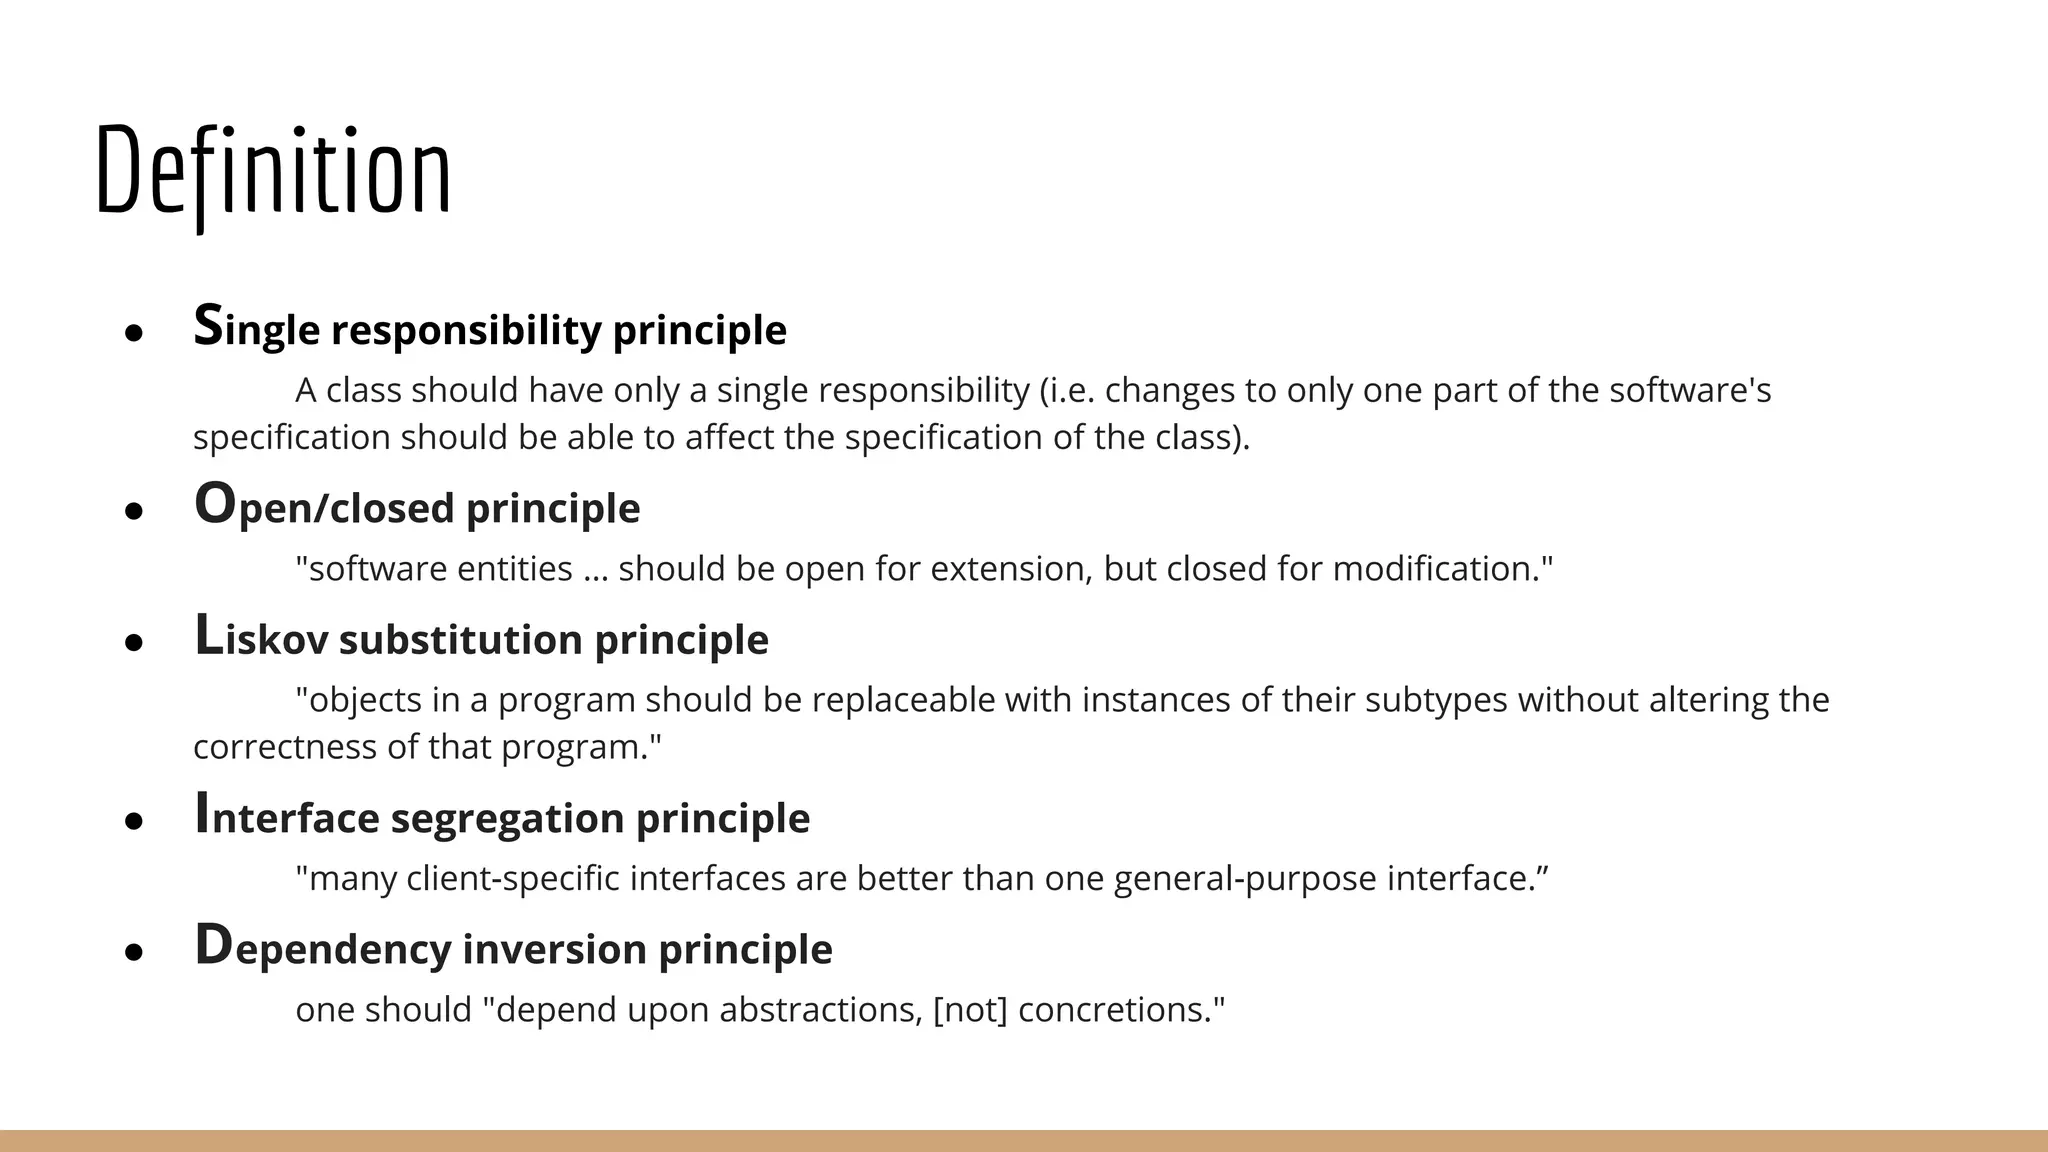 Definition
● Single responsibility principle
A class should have only a single responsibility (i.e. changes to only one part of the software's
specification should be able to affect the specification of the class).
● Open/closed principle
"software entities … should be open for extension, but closed for modification."
● Liskov substitution principle
"objects in a program should be replaceable with instances of their subtypes without altering the
correctness of that program."
● Interface segregation principle
"many client-specific interfaces are better than one general-purpose interface.”
● Dependency inversion principle
one should "depend upon abstractions, [not] concretions."